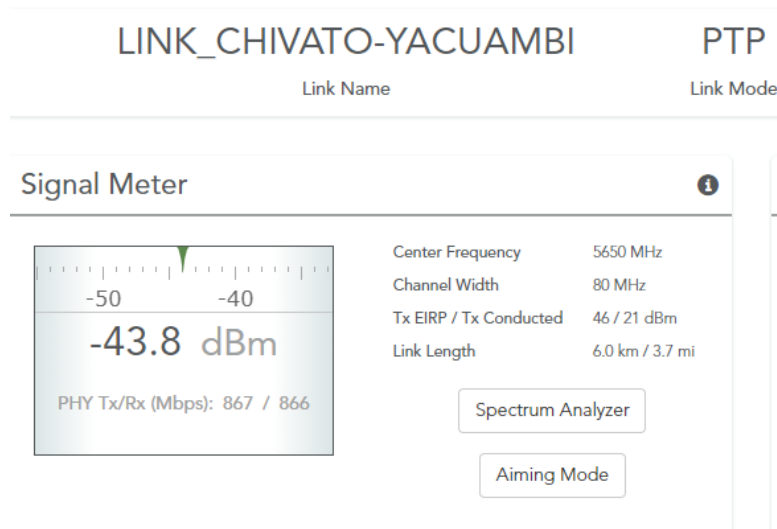 LINK_CHIVATO-YACUAMBI
PTP
Link Name
Link Mode
Signal Meter
-50 -40
-43.8 dBm
PHY Tx/Rx (Mbps): 867 / 866
Center Frequency 5650 MHz
Channel Width 80 MHz
Tx EIRP / Tx Conducted 46 / 21 dBm
Link Length 6.0 km / 3.7 mi
Spectrum Analyzer
Aiming Mode